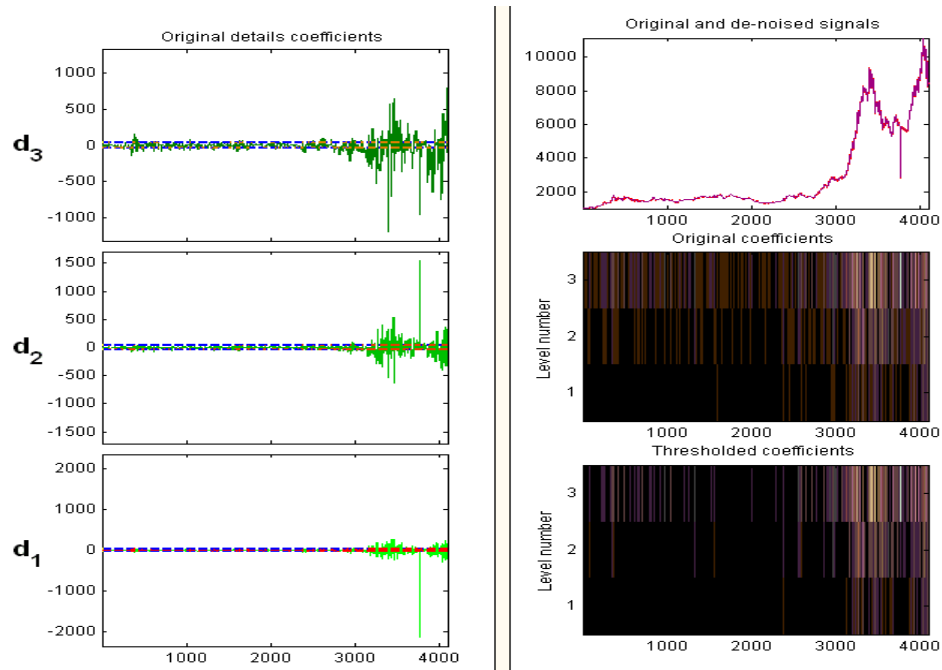 Original details coefficients
1000
500
d3
0
-500
-1000
1500
1000
500
d2
0
-500
-1000
-1500
2000
1000
d1
0
-1000
-2000
1000 2000 3000 4000
Original and de-noised signals
10000
8000
6000
4000
2000
1000 2000 3000 4000
Original coefficients
Level number
3
2
1
1000 2000 3000 4000
Thresholded coefficients
Level number
3
2
1
1000 2000 3000 4000